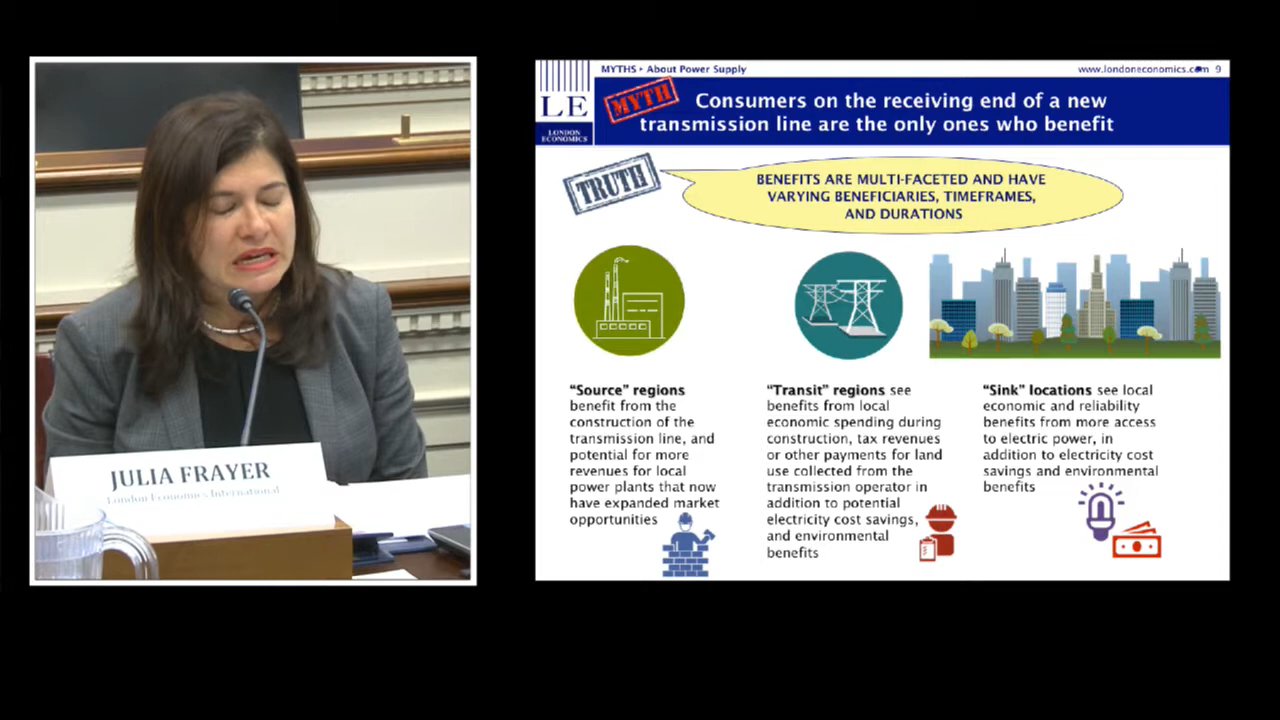 JULIA FRAYER
London Economics International
MYTHS ▸ About Power Supply
www.londoneconomics.com 9
LE
LONDON
ECONOMICS
MYTH
Consumers on the receiving end of a new
transmission line are the only ones who benefit
TRUTH
BENEFITS ARE MULTI-FACETED AND HAVE
VARYING BENEFICIARIES, TIMEFRAMES,
AND DURATIONS
“Source” regions
benefit from the
construction of the
transmission line, and
potential for more
revenues for local
power plants that now
have expanded market
opportunities
“Transit” regions see
benefits from local
economic spending during
construction, tax revenues
or other payments for land
use collected from the
transmission operator in
addition to potential
electricity cost savings,
and environmental
benefits
“Sink” locations see local
economic and reliability
benefits from more access
to electric power, in
addition to electricity cost
savings and environmental
benefits